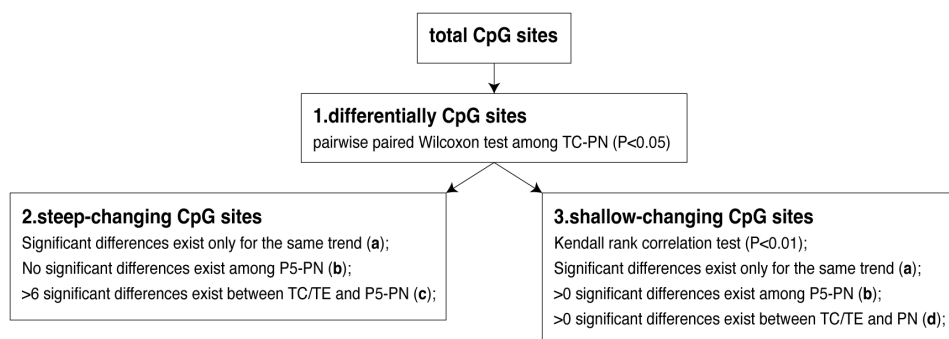 total CpG sites
1.differentially CpG sites
pairwise paired Wilcoxon test among TC-PN (P<0.05)
2.steep-changing CpG sites
Significant differences exist only for the same trend (a);
No significant differences exist among P5-PN (b);
>6 significant differences exist between TC/TE and P5-PN (c);
3.shallow-changing CpG sites
Kendall rank correlation test (P<0.01);
Significant differences exist only for the same trend (a);
>0 significant differences exist among P5-PN (b);
>0 significant differences exist between TC/TE and PN (d);